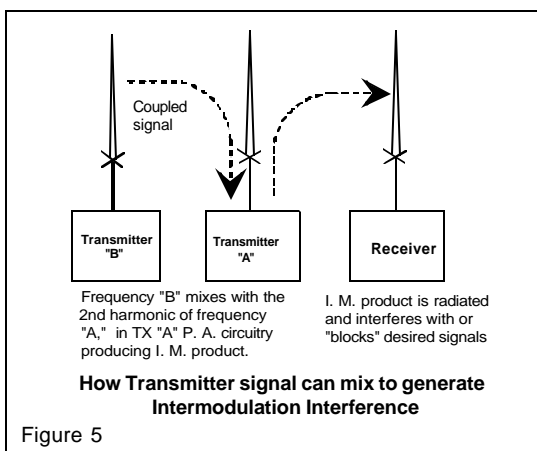 Coupled
signal
Transmitter
"B"
Transmitter
"A"
Receiver
Frequency "B" mixes with the
2nd harmonic of frequency
"A," in TX "A" P. A. circuitry
producing I. M. product.
I. M. product is radiated
and interferes with or
"blocks" desired signals
How Transmitter signal can mix to generate
Intermodulation Interference
Figure 5